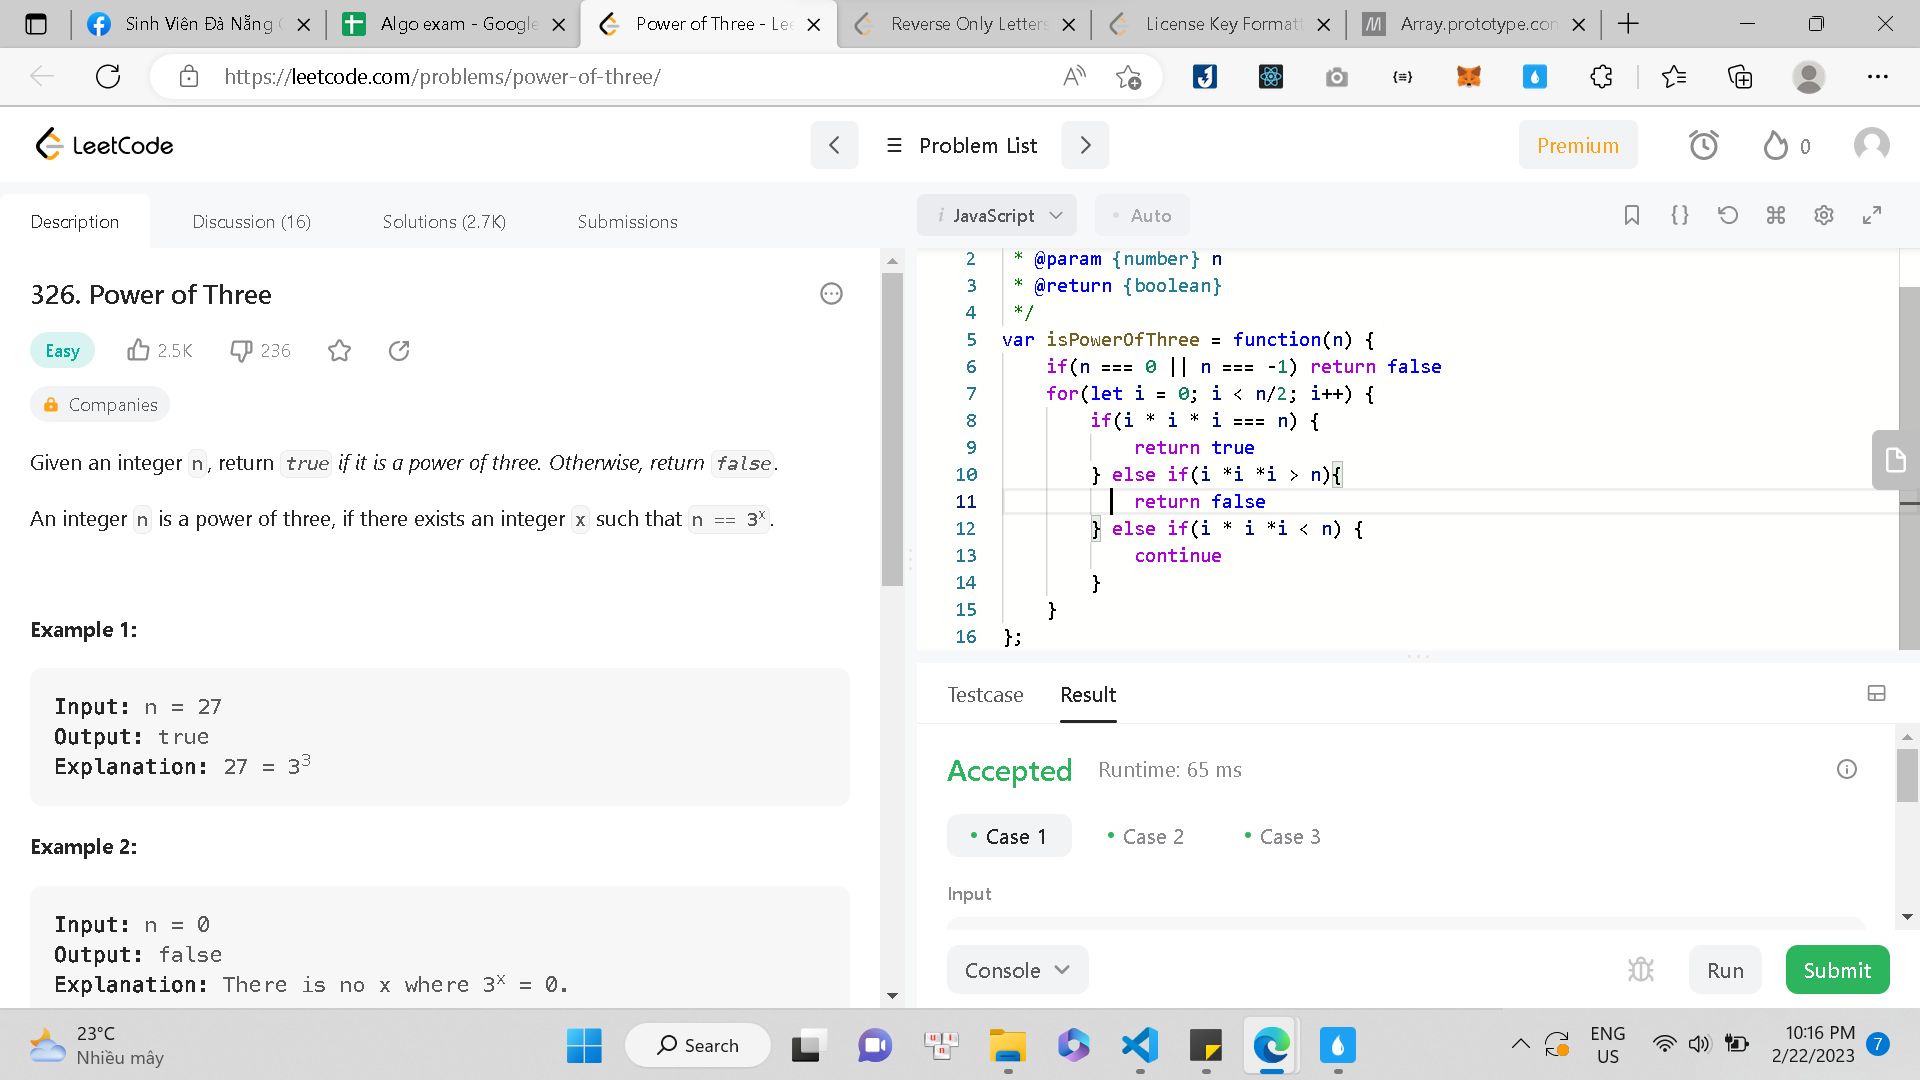 Sinh Viên Đà Nẵng
Algo exam - Google
Power of Three - Lee
Reverse Only Letters
License Key Formatt
Array.prototype.con
https://leetcode.com/problems/power-of-three/
LeetCode
Problem List
Premium
0
Description
Discussion (16)
Solutions (2.7K)
Submissions
i JavaScript
Auto
326. Power of Three
Easy
2.5K
236
Companies
Given an integer n, return true if it is a power of three. Otherwise, return false.
An integer n is a power of three, if there exists an integer x such that n == 3ˣ.
Example 1:
Input: n = 27
Output: true
Explanation: 27 = 3³
Example 2:
Input: n = 0
Output: false
Explanation: There is no x where 3ˣ = 0.
2 * @param {number} n
3 * @return {boolean}
4 */
5 var isPowerOfThree = function(n) {
6 if(n === 0 || n === -1) return false
7 for(let i = 0; i < n/2; i++) {
8 if(i * i * i === n) {
9 return true
10 } else if(i *i *i > n){
11 return false
12 } else if(i * i *i < n) {
13 continue
14 }
15 }
16 };
Testcase
Result
Accepted
Runtime: 65 ms
Case 1
Case 2
Case 3
Input
Console
Run
Submit
23°C
Nhiều mây
Search
ENG
US
10:16 PM
2/22/2023
7